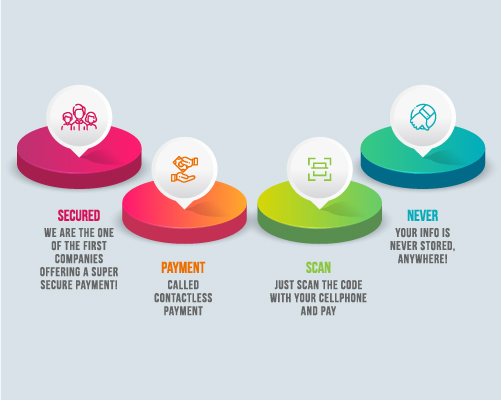 SECURED
WE ARE THE ONE
OF THE FIRST
COMPANIES
OFFERING A SUPER
SECURE PAYMENT!
PAYMENT
CALLED
CONTACTLESS
PAYMENT
SCAN
JUST SCAN THE CODE
WITH YOUR CELLPHONE
AND PAY
NEVER
YOUR INFO IS
NEVER STORED,
ANYWHERE!